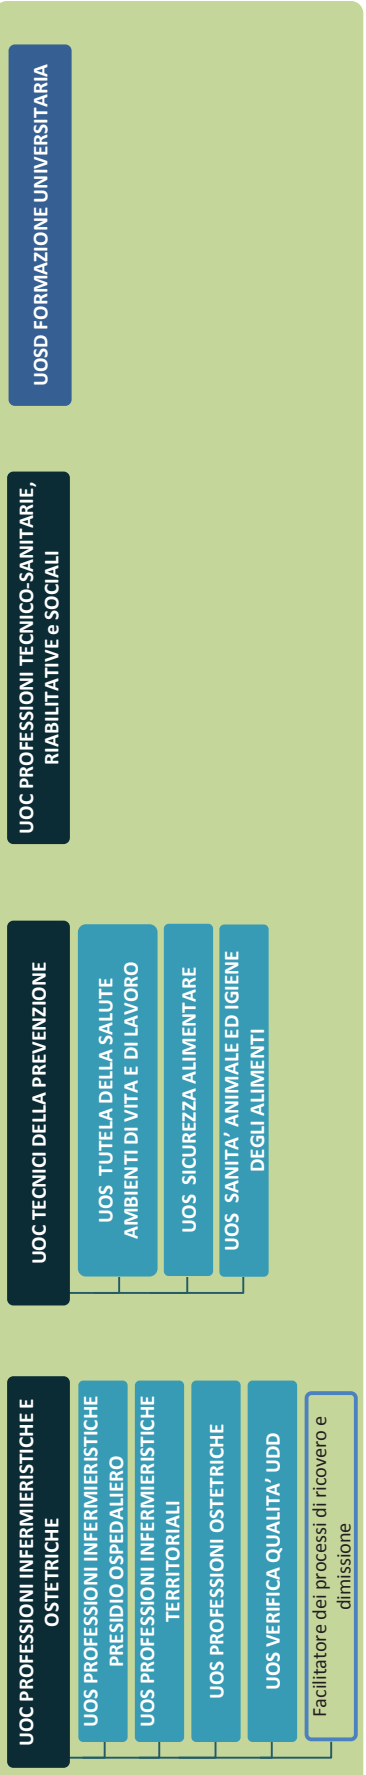 UOC PROFESSIONI INFERMIERISTICHE E
OSTETRICHE
UOS PROFESSIONI INFERMIERISTICHE
PRESIDIO OSPEDALIERO
UOS PROFESSIONI INFERMIERISTICHE
TERRITORIALI
UOS PROFESSIONI OSTETRICHE
UOS VERIFICA QUALITA’ UDD
Facilitatore dei processi di ricovero e
dimissione
UOC TECNICI DELLA PREVENZIONE
UOS TUTELA DELLA SALUTE
AMBIENTI DI VITA E DI LAVORO
UOS SICUREZZA ALIMENTARE
UOS SANITA’ ANIMALE ED IGIENE
DEGLI ALIMENTI
UOC PROFESSIONI TECNICO-SANITARIE,
RIABILITATIVE e SOCIALI
UOSD FORMAZIONE UNIVERSITARIA